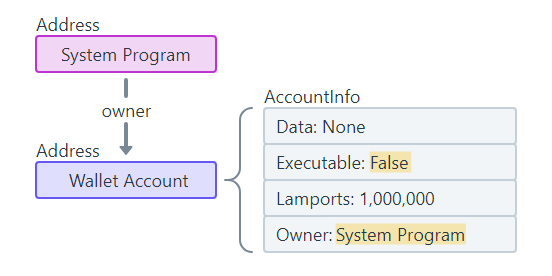 Address
System Program
owner
Address
Wallet Account
AccountInfo
Data: None
Executable: False
Lamports: 1,000,000
Owner: System Program